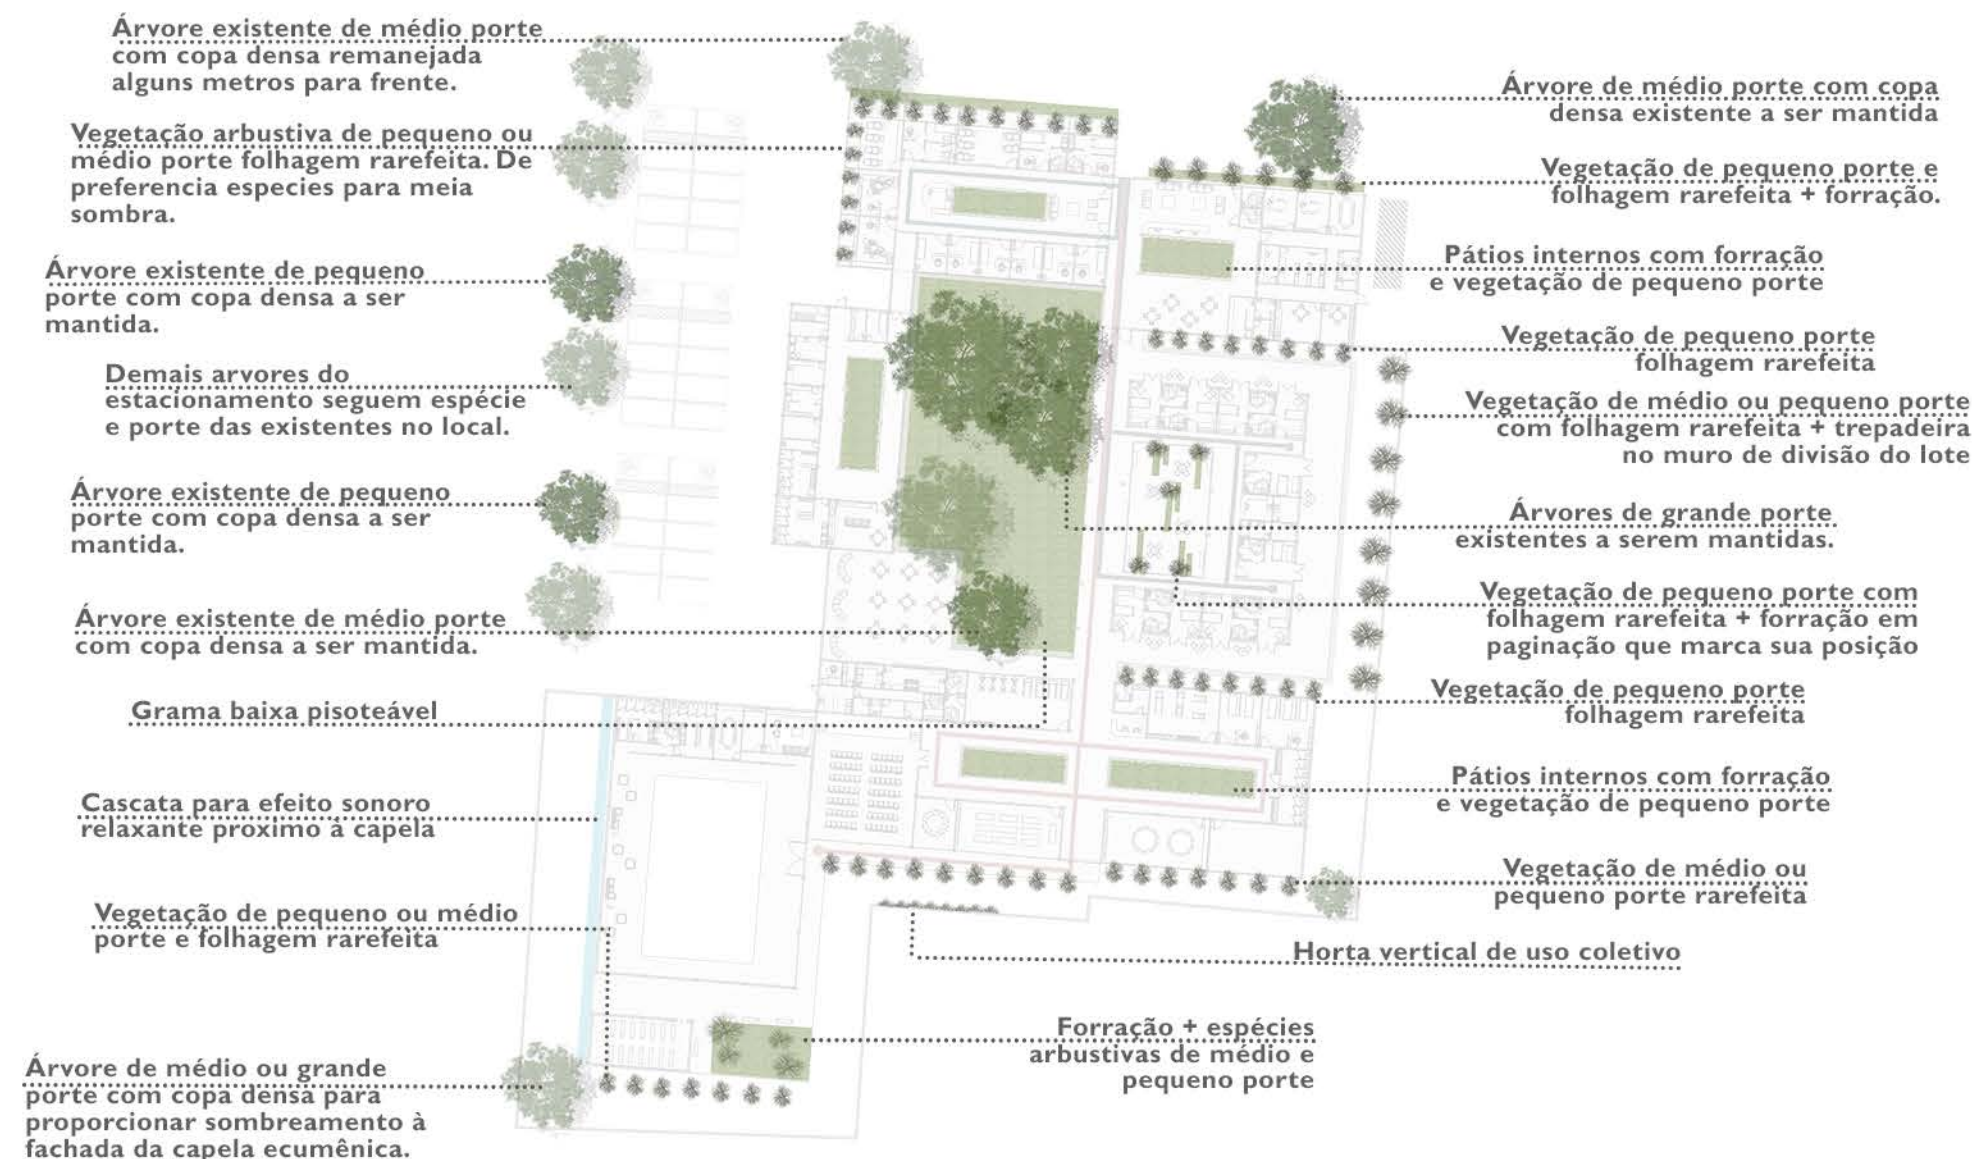 Árvore existente de médio porte
com copa densa remanejada
alguns metros para frente.
Vegetação arbustiva de pequeno ou
médio porte folhagem rarefeita. De
preferencia especies para meia
sombra.
Árvore existente de pequeno
porte com copa densa a ser
mantida.
Demais arvores do
estacionamento seguem espécie
e porte das existentes no local.
Árvore existente de pequeno
porte com copa densa a ser
mantida.
Árvore existente de médio porte
com copa densa a ser mantida.
Grama baixa pisoteável
Cascata para efeito sonoro
relaxante proximo à capela
Vegetação de pequeno ou médio
porte e folhagem rarefeita
Árvore de médio ou grande
porte com copa densa para
proporcionar sombreamento à
fachada da capela ecumênica.
Árvore de médio porte com copa
densa existente a ser mantida
Vegetação de pequeno porte e
folhagem rarefeita + forração.
Pátios internos com forração
e vegetação de pequeno porte
Vegetação de pequeno porte
folhagem rarefeita
Vegetação de médio ou pequeno porte
com folhagem rarefeita + trepadeira
no muro de divisão do lote
Árvores de grande porte
existentes a serem mantidas.
Vegetação de pequeno porte com
folhagem rarefeita + forração em
paginação que marca sua posição
Vegetação de pequeno porte
folhagem rarefeita
Pátios internos com forração
e vegetação de pequeno porte
Vegetação de médio ou
pequeno porte rarefeita
Horta vertical de uso coletivo
Forração + espécies
arbustivas de médio e
pequeno porte